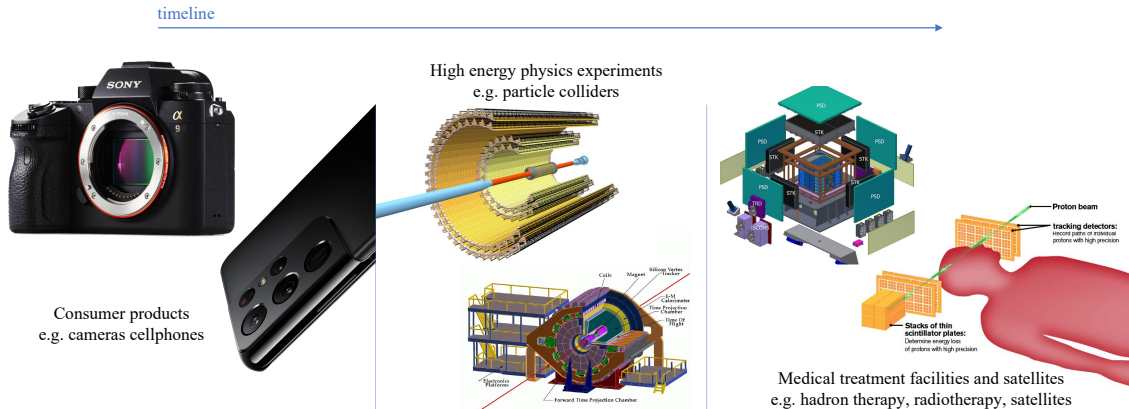 timeline
SONY
α
9
Consumer products
e.g. cameras cellphones
High energy physics experiments
e.g. particle colliders
Silicon Vertex
Tracker
Coils
Magnet
E-M
Calorimeter
Time Projection
Chamber
Time Of
Flight
Electronics
Platforms
Forward Time Projection Chamber
PSD
STK
PSD
PSD
STK
STK
STK
PSD
PSD
TRD
Proton beam
tracking detectors:
Record paths of individual
protons with high precision
Stacks of thin
scintillator plates:
Determine energy loss
of protons with high precision
Medical treatment facilities and satellites
e.g. hadron therapy, radiotherapy, satellites